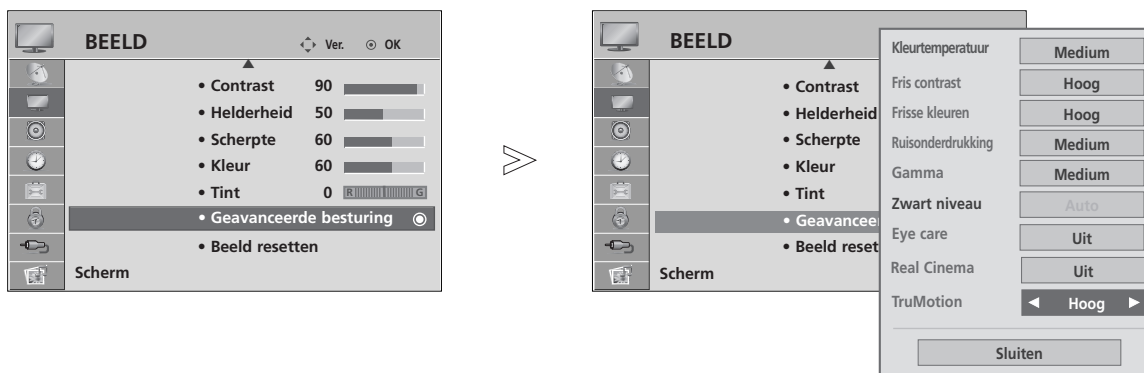 BEELD Ver. OK
• Contrast 90
• Helderheid 50
• Scherpte 60
• Kleur 60
• Tint 0 R G
• Geavanceerde besturing
• Beeld resetten
Scherm
BEELD
• Contrast
• Helderheid
• Scherpte
• Kleur
• Tint
• Geavanceer
• Beeld reset
Scherm
Kleurtemperatuur Medium
Fris contrast Hoog
Frisse kleuren Hoog
Ruisonderdrukking Medium
Gamma Medium
Zwart niveau Auto
Eye care Uit
Real Cinema Uit
TruMotion Hoog
Sluiten